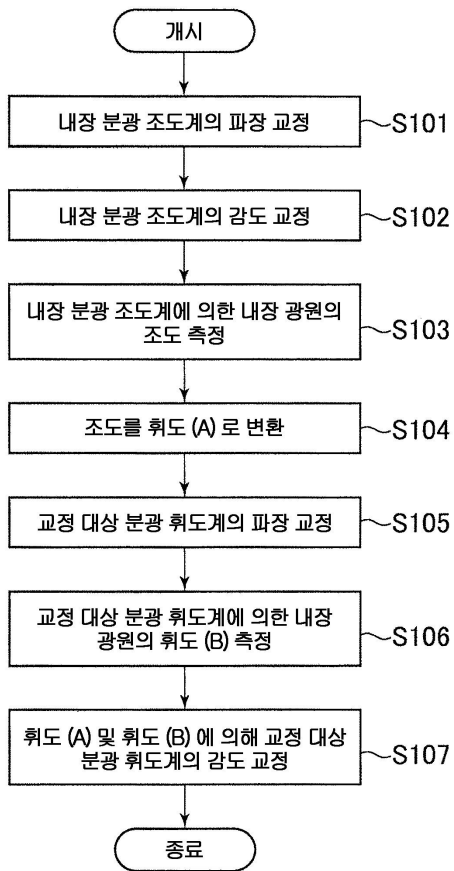 개시
내장 분광 조도계의 파장 교정
S101
내장 분광 조도계의 감도 교정
S102
내장 분광 조도계에 의한 내장 광원의
조도 측정
S103
조도를 휘도 (A) 로 변환
S104
교정 대상 분광 휘도계의 파장 교정
S105
교정 대상 분광 휘도계에 의한 내장
광원의 휘도 (B) 측정
S106
휘도 (A) 및 휘도 (B) 에 의해 교정 대상
분광 휘도계의 감도 교정
S107
종료